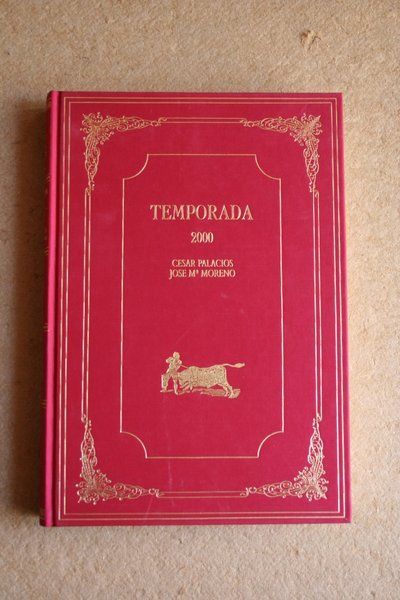 TEMPORADA
2000
CESAR PALACIOS
JOSE Mª MORENO